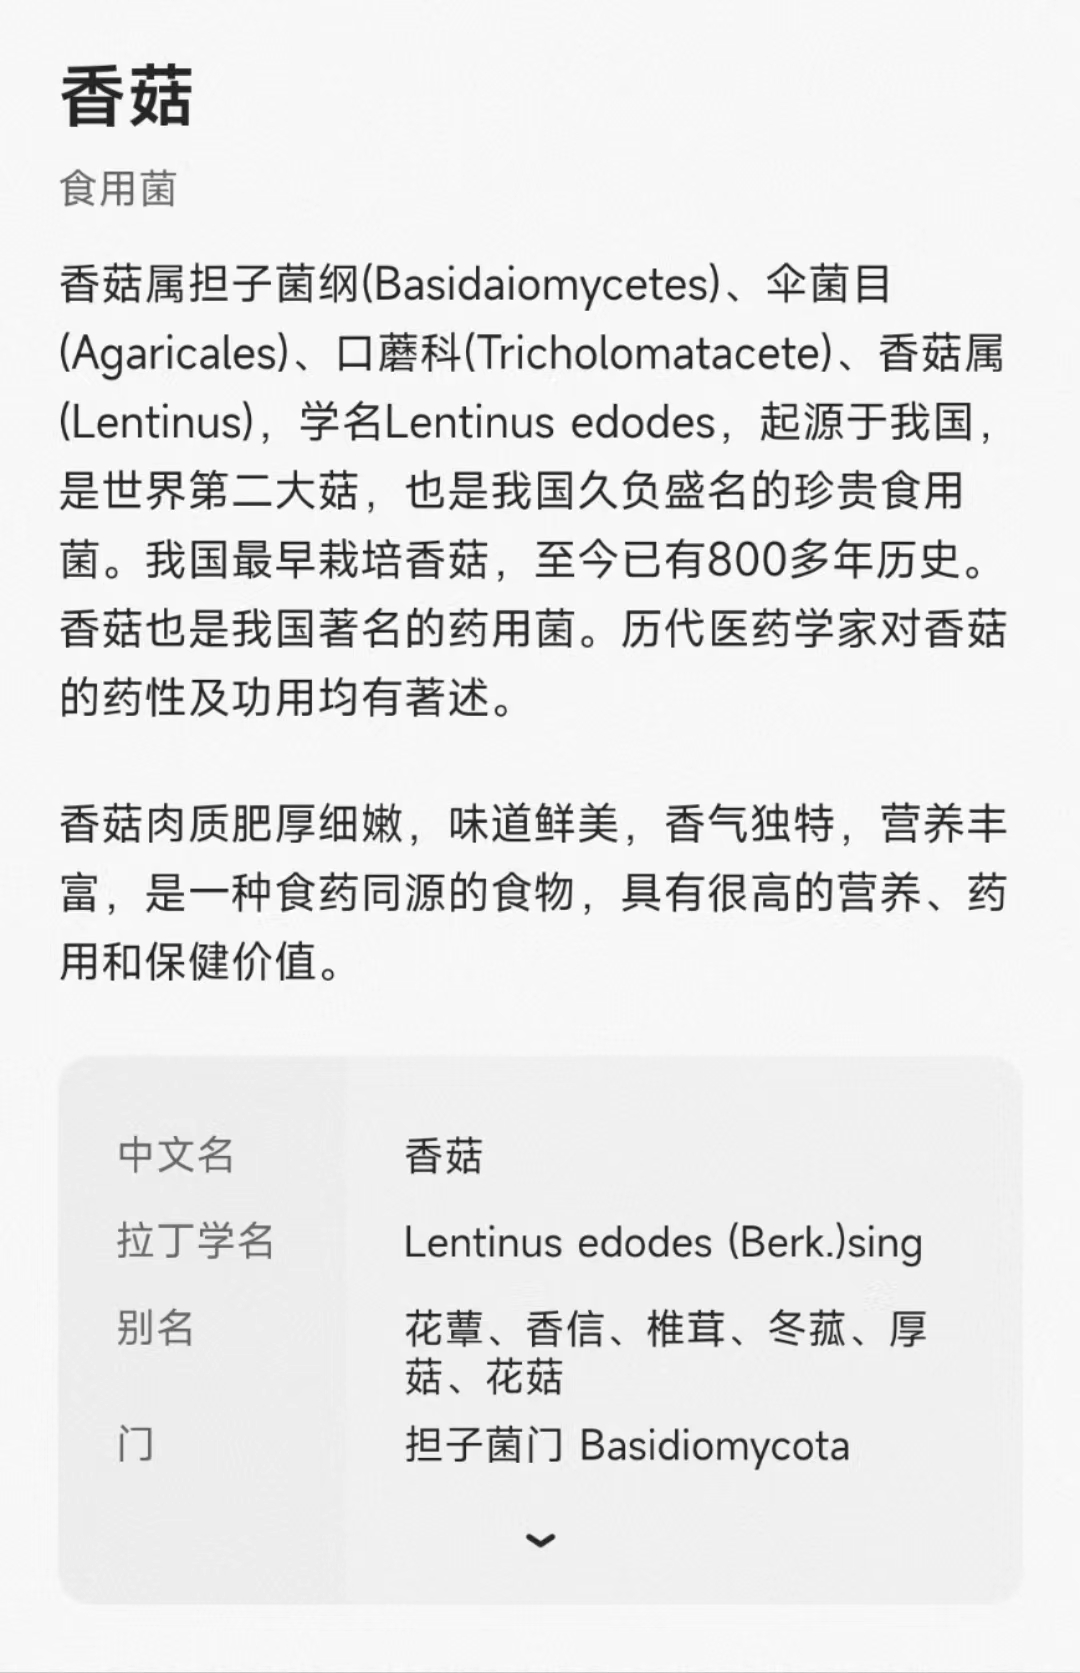 香菇
食用菌
香菇属担子菌纲(Basidaiomycetes)、伞菌目
(Agaricales)、口蘑科(Tricholomatacete)、香菇属
(Lentinus)，学名Lentinus edodes，起源于我国，
是世界第二大菇，也是我国久负盛名的珍贵食用
菌。我国最早栽培香菇，至今已有800多年历史。
香菇也是我国著名的药用菌。历代医药学家对香菇
的药性及功用均有著述。
香菇肉质肥厚细嫩，味道鲜美，香气独特，营养丰
富，是一种食药同源的食物，具有很高的营养、药
用和保健价值。
中文名 香菇
拉丁学名 Lentinus edodes (Berk.)sing
别名 花蕈、香信、椎茸、冬菰、厚
菇、花菇
门 担子菌门 Basidiomycota